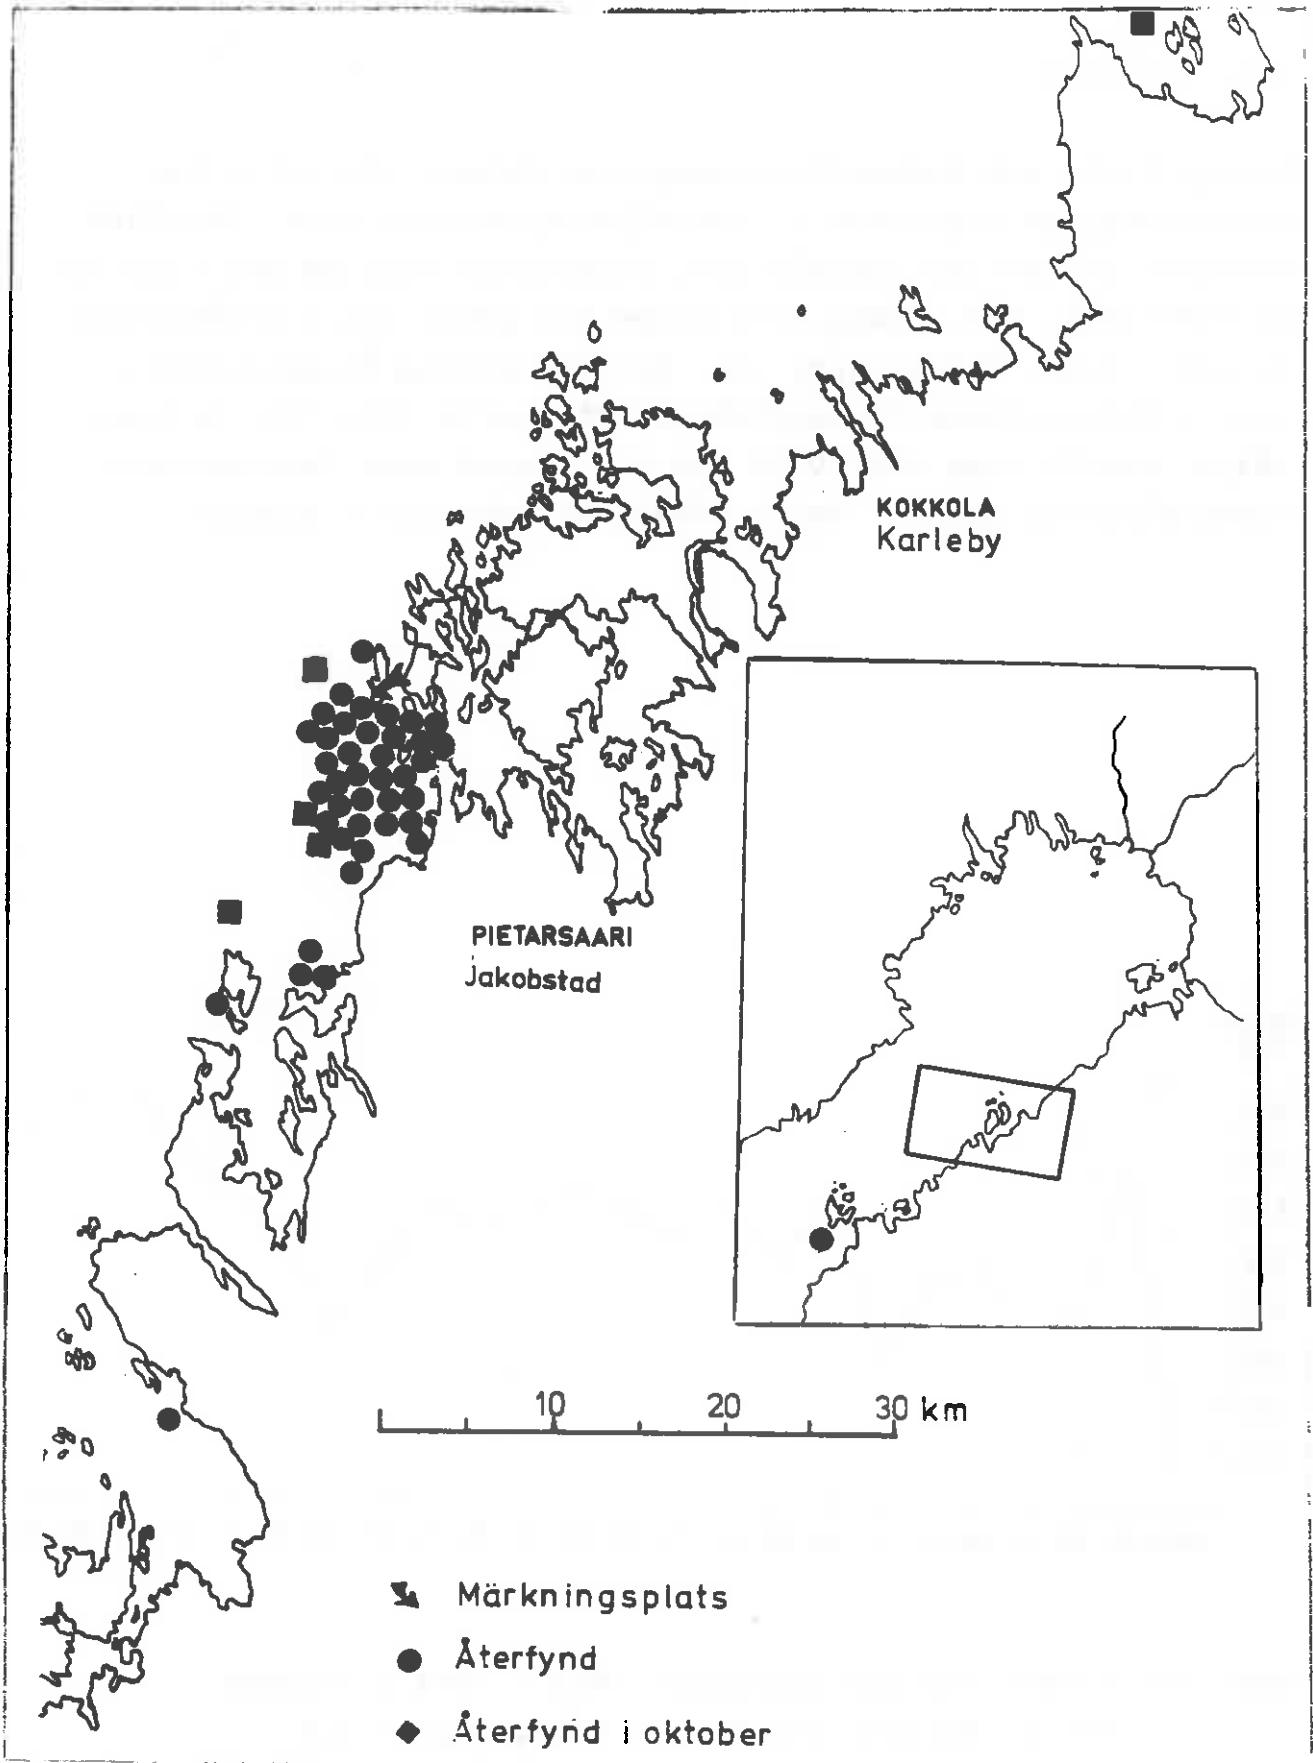 KOKKOLA
Karleby
PIETARSAARI
Jakobstad
10 20 30 km
Märkningsplats
Återfynd
Återfynd i oktober